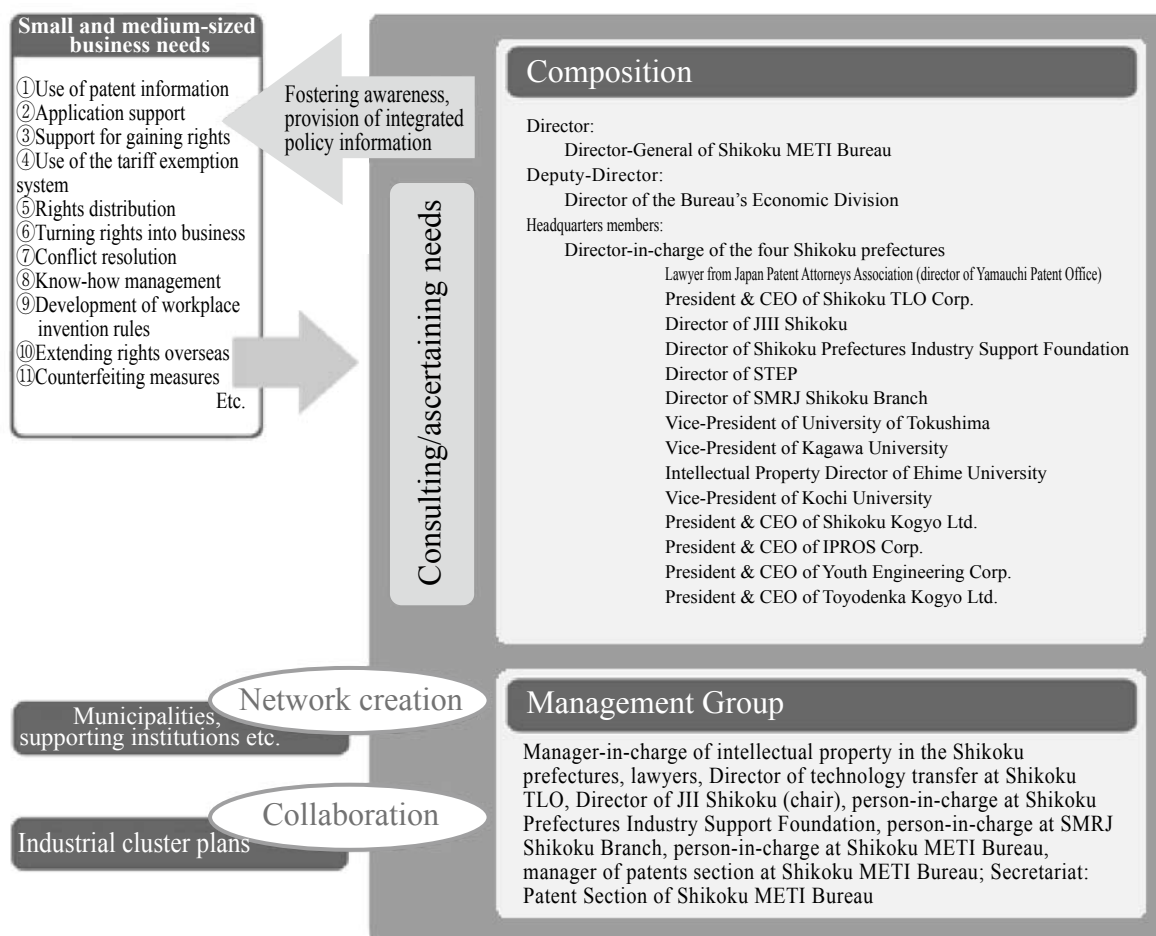 Small and medium-sized
business needs
①Use of patent information
②Application support
③Support for gaining rights
④Use of the tariff exemption
system
⑤Rights distribution
⑥Turning rights into business
⑦Conflict resolution
⑧Know-how management
⑨Development of workplace
invention rules
⑩Extending rights overseas
⑪Counterfeiting measures
Etc.
Fostering awareness,
provision of integrated
policy information
Consulting/ascertaining needs
Composition
Director:
Director-General of Shikoku METI Bureau
Deputy-Director:
Director of the Bureau’s Economic Division
Headquarters members:
Director-in-charge of the four Shikoku prefectures
Lawyer from Japan Patent Attorneys Association (director of Yamauchi Patent Office)
President & CEO of Shikoku TLO Corp.
Director of JIII Shikoku
Director of Shikoku Prefectures Industry Support Foundation
Director of STEP
Director of SMRJ Shikoku Branch
Vice-President of University of Tokushima
Vice-President of Kagawa University
Intellectual Property Director of Ehime University
Vice-President of Kochi University
President & CEO of Shikoku Kogyo Ltd.
President & CEO of IPROS Corp.
President & CEO of Youth Engineering Corp.
President & CEO of Toyodenka Kogyo Ltd.
Network creation
Municipalities,
supporting institutions etc.
Collaboration
Industrial cluster plans
Management Group
Manager-in-charge of intellectual property in the Shikoku
prefectures, lawyers, Director of technology transfer at Shikoku
TLO, Director of JII Shikoku (chair), person-in-charge at Shikoku
Prefectures Industry Support Foundation, person-in-charge at SMRJ
Shikoku Branch, person-in-charge at Shikoku METI Bureau,
manager of patents section at Shikoku METI Bureau; Secretariat:
Patent Section of Shikoku METI Bureau